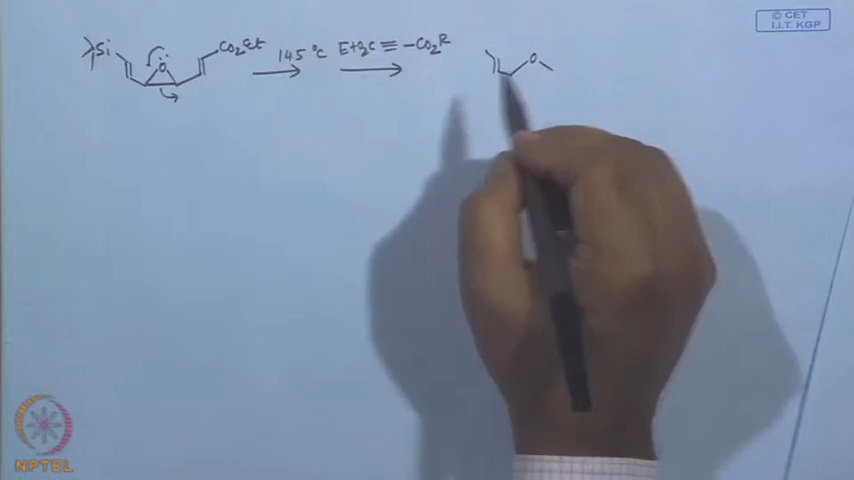 © CET
I.I.T. KGP
Si O CO2Et 145 °C EtO2C ≡ -CO2R O
NPTEL